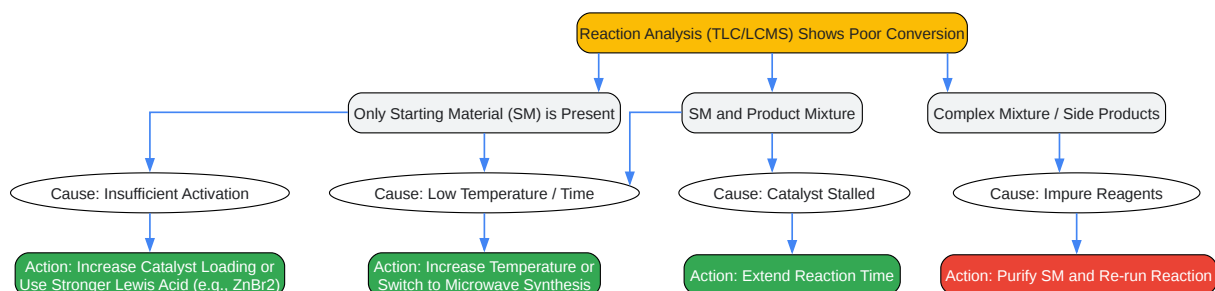 Reaction Analysis (TLC/LCMS) Shows Poor Conversion
Only Starting Material (SM) is Present
SM and Product Mixture
Complex Mixture / Side Products
Cause: Insufficient Activation
Cause: Low Temperature / Time
Cause: Catalyst Stalled
Cause: Impure Reagents
Action: Increase Catalyst Loading or
Use Stronger Lewis Acid (e.g., ZnBr2)
Action: Increase Temperature or
Switch to Microwave Synthesis
Action: Extend Reaction Time
Action: Purify SM and Re-run Reaction